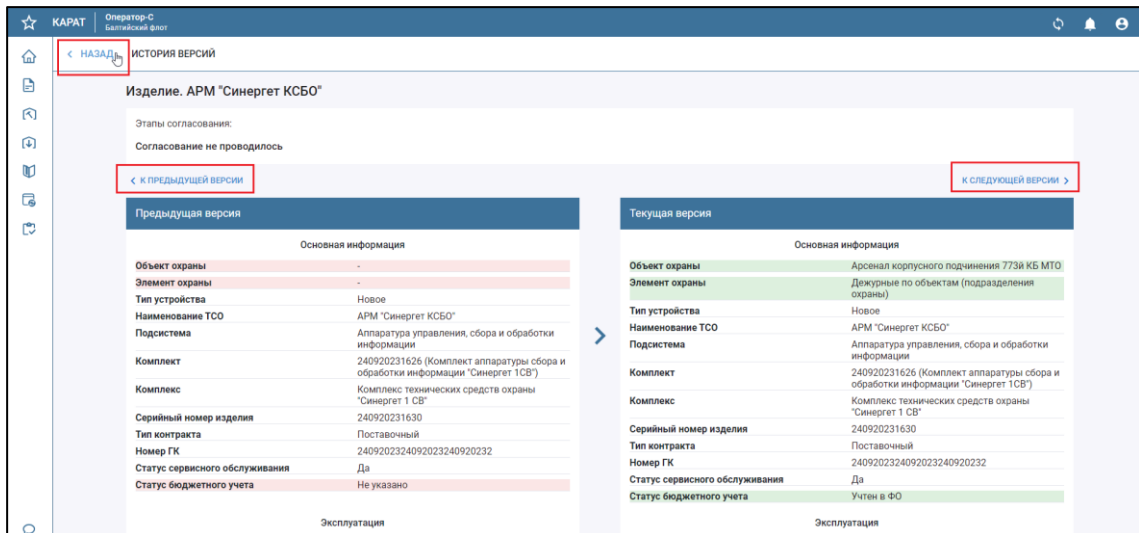 КАРАТ
Оператор-С
Балтийский флот
НАЗАД
ИСТОРИЯ ВЕРСИЙ
Изделие. АРМ "Синергет КСБО"
Этапы согласования:
Согласование не проводилось
К ПРЕДЫДУЩЕЙ ВЕРСИИ
К СЛЕДУЮЩЕЙ ВЕРСИИ
Предыдущая версия
Основная информация
Объект охраны -
Элемент охраны -
Тип устройства Новое
Наименование ТСО АРМ "Синергет КСБО"
Подсистема Аппаратура управления, сбора и обработки
информации
Комплект 240920231626 (Комплект аппаратуры сбора и
обработки информации "Синергет 1СВ")
Комплекс Комплекс технических средств охраны
"Синергет 1 СВ"
Серийный номер изделия 240920231630
Тип контракта Поставочный
Номер ГК 2409202324092023240920232
Статус сервисного обслуживания Да
Статус бюджетного учета Не указано
Эксплуатация
Текущая версия
Основная информация
Объект охраны Арсенал корпусного подчинения 773й КБ МТО
Элемент охраны Дежурные по объектам (подразделения
охраны)
Тип устройства Новое
Наименование ТСО АРМ "Синергет КСБО"
Подсистема Аппаратура управления, сбора и обработки
информации
Комплект 240920231626 (Комплект аппаратуры сбора и
обработки информации "Синергет 1СВ")
Комплекс Комплекс технических средств охраны
"Синергет 1 СВ"
Серийный номер изделия 240920231630
Тип контракта Поставочный
Номер ГК 2409202324092023240920232
Статус сервисного обслуживания Да
Статус бюджетного учета Учтен в ФО
Эксплуатация